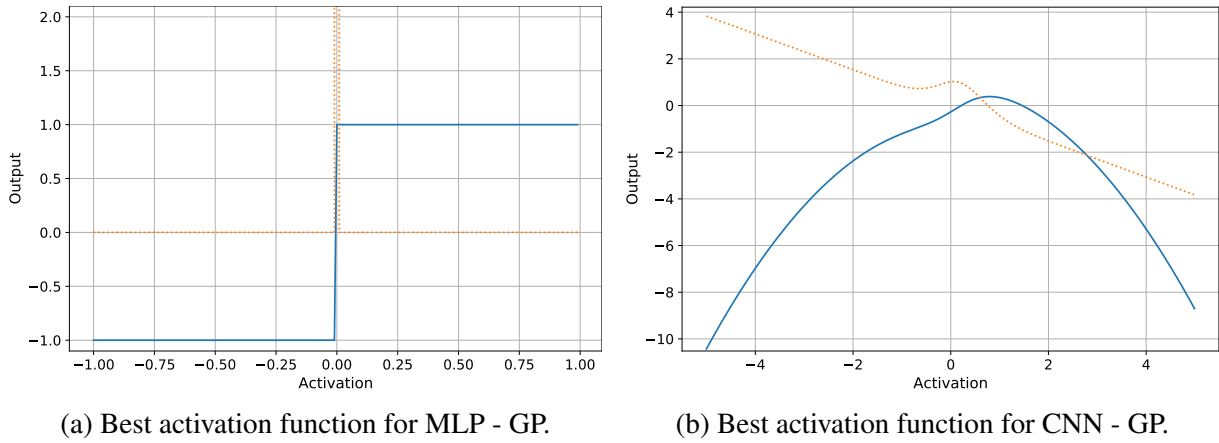 2.0
1.5
1.0
0.5
0.0
−0.5
−1.0
Output
−1.00 −0.75 −0.50 −0.25 0.00 0.25 0.50 0.75 1.00
Activation
(a) Best activation function for MLP - GP.
4
2
0
−2
−4
−6
−8
−10
Output
−4 −2 0 2 4
Activation
(b) Best activation function for CNN - GP.